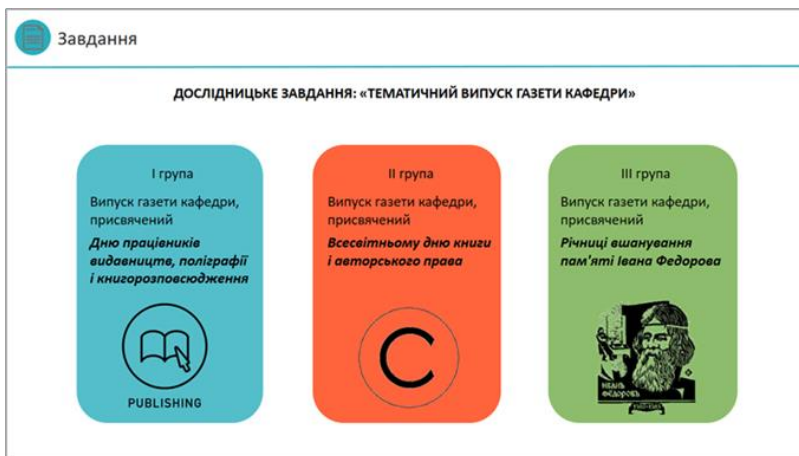 Завдання
ДОСЛІДНИЦЬКЕ ЗАВДАННЯ: «ТЕМАТИЧНИЙ ВИПУСК ГАЗЕТИ КАФЕДРИ»
І група
Випуск газети кафедри,
присвячений
Дню працівників
видавництв, поліграфії
і книгорозповсюдження
PUBLISHING
ІІ група
Випуск газети кафедри,
присвячений
Всесвітньому дню книги
і авторського права
C
ІІІ група
Випуск газети кафедри,
присвячений
Річниці вшанування
пам'яті Івана Федорова
ФЕДОРОВЪ